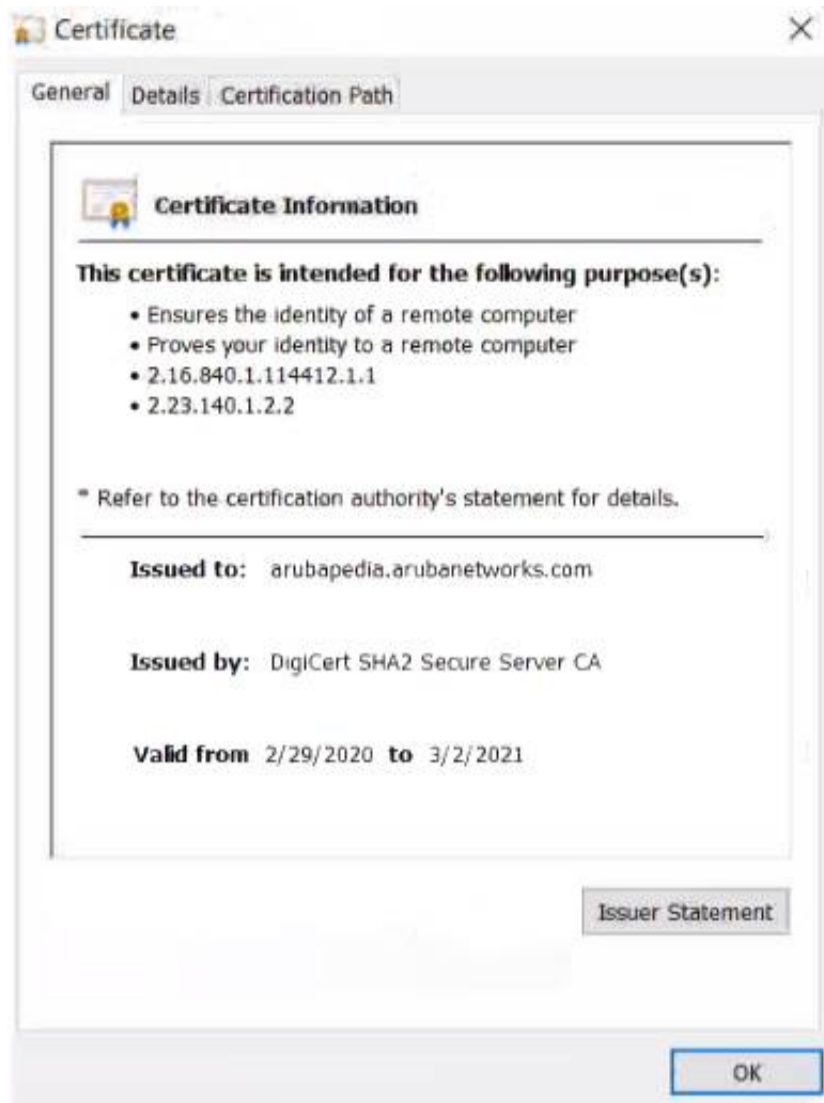 Certificate
General Details Certification Path
Certificate Information
This certificate is intended for the following purpose(s):
• Ensures the identity of a remote computer
• Proves your identity to a remote computer
• 2.16.840.1.114412.1.1
• 2.23.140.1.2.2
* Refer to the certification authority's statement for details.
Issued to: arubapedia.arubanetworks.com
Issued by: DigiCert SHA2 Secure Server CA
Valid from 2/29/2020 to 3/2/2021
Issuer Statement
OK